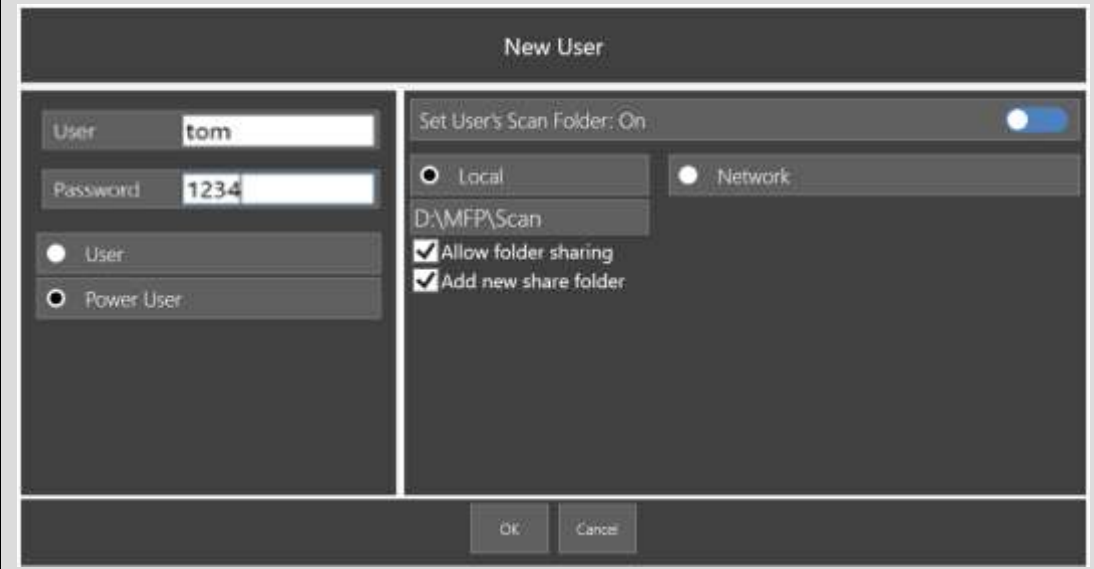 New User
User tom
Password 1234
User
Power User
Set User's Scan Folder: On
Local
Network
D:\MFP\Scan
Allow folder sharing
Add new share folder
OK
Cancel